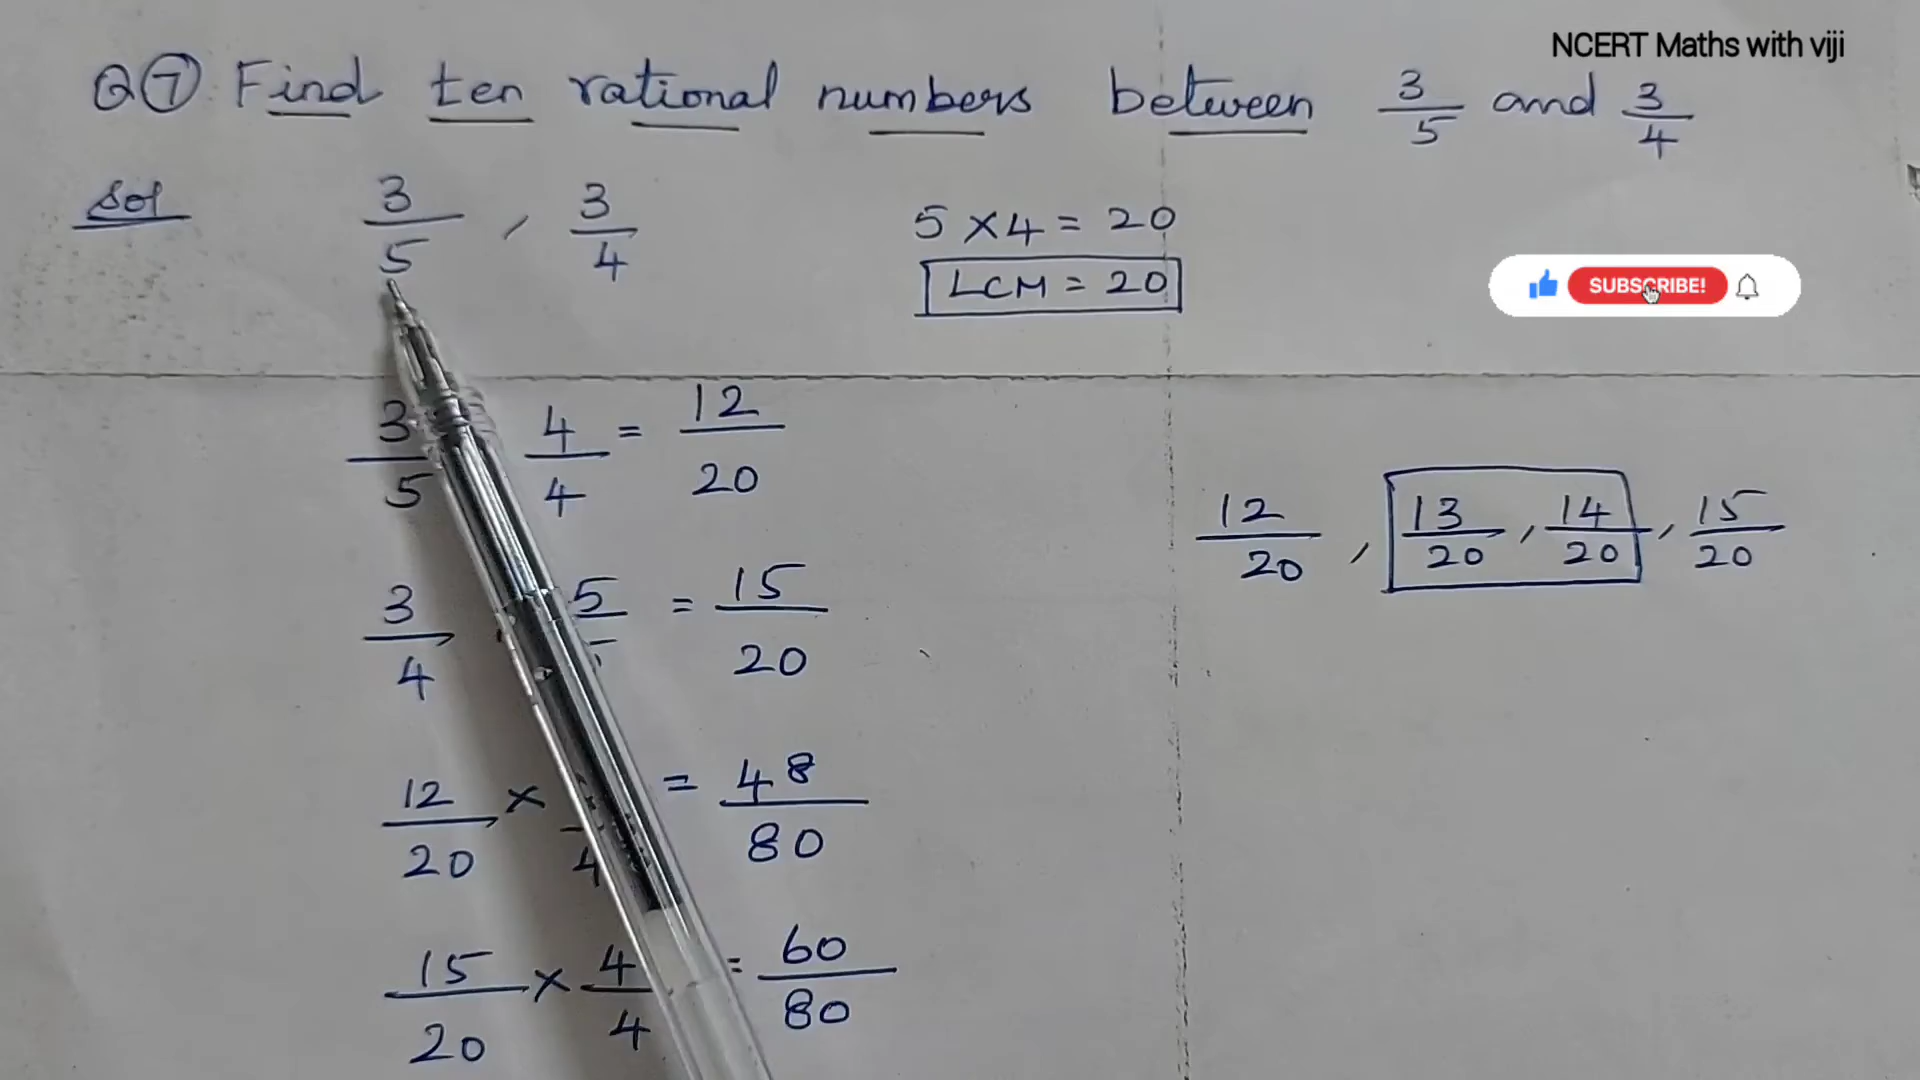 NCERT Maths with viji
Q⑦ Find ten rational numbers between 3/5 and 3/4
Sol 3/5 , 3/4
5 × 4 = 20
LCM = 20
SUBSCRIBE!
3/5 4/4 = 12/20
12/20 , 13/20 , 14/20 , 15/20
3/4 5 = 15/20
12/20 × /4 = 48/80
15/20 × 4/4 = 60/80